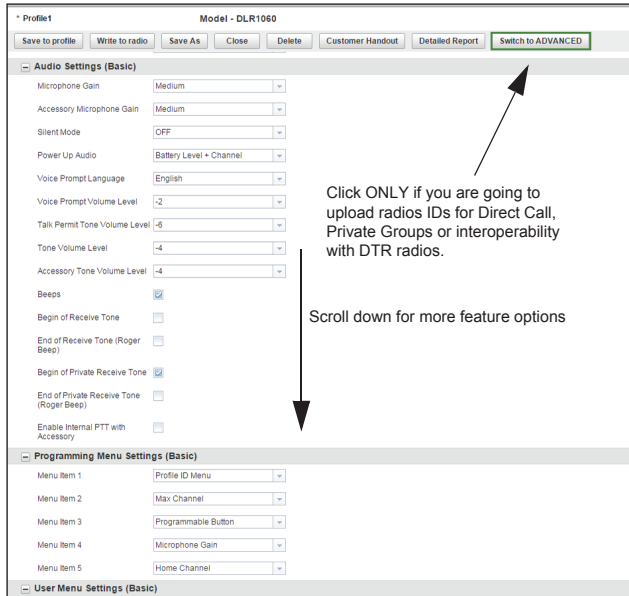 * Profile1 Model - DLR1060
Save to profile Write to radio Save As Close Delete Customer Handout Detailed Report Switch to ADVANCED
Audio Settings (Basic)
Microphone Gain Medium
Accessory Microphone Gain Medium
Silent Mode OFF
Power Up Audio Battery Level + Channel
Voice Prompt Language English
Voice Prompt Volume Level -2
Talk Permit Tone Volume Level -6
Tone Volume Level -4
Accessory Tone Volume Level -4
Beeps
Begin of Receive Tone
End of Receive Tone (Roger
Beep)
Begin of Private Receive Tone
End of Private Receive Tone
(Roger Beep)
Enable Internal PTT with
Accessory
Click ONLY if you are going to
upload radios IDs for Direct Call,
Private Groups or interoperability
with DTR radios.
Scroll down for more feature options
Programming Menu Settings (Basic)
Menu Item 1 Profile ID Menu
Menu Item 2 Max Channel
Menu Item 3 Programmable Button
Menu Item 4 Microphone Gain
Menu Item 5 Home Channel
User Menu Settings (Basic)